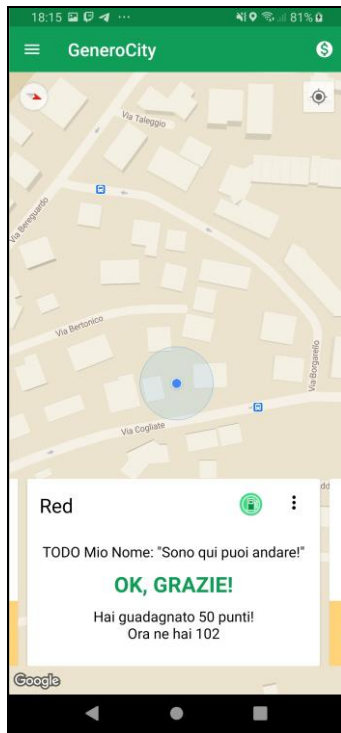 18:15 81%
GeneroCity
Via Taleggio
Via Bereguardo
Via Bertonico
Via Borgarello
Via Cogliate
Red
TODO Mio Nome: "Sono qui puoi andare!"
OK, GRAZIE!
Hai guadagnato 50 punti!
Ora ne hai 102
Google